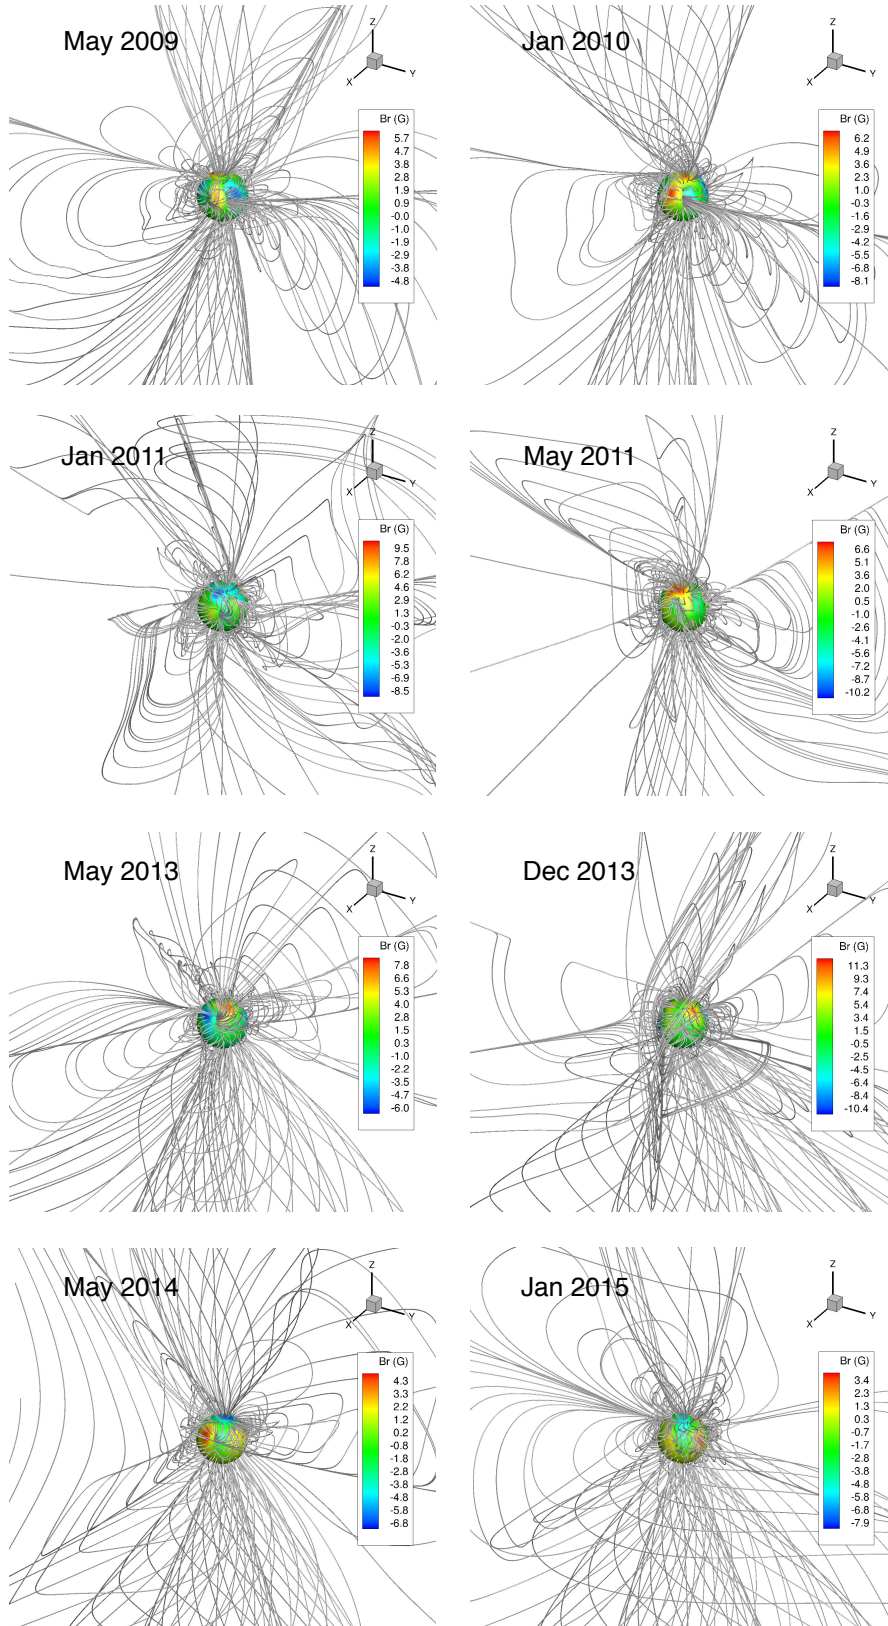 May 2009
Z
X
Y
Br (G)
5.7
4.7
3.8
2.8
1.9
0.9
-0.0
-1.0
-1.9
-2.9
-3.8
-4.8
Jan 2010
Z
X
Y
Br (G)
6.2
4.9
3.6
2.3
1.0
-0.3
-1.6
-2.9
-4.2
-5.5
-6.8
-8.1
Jan 2011
Z
X
Y
Br (G)
9.5
7.8
6.2
4.6
2.9
1.3
-0.3
-2.0
-3.6
-5.3
-6.9
-8.5
May 2011
Z
X
Y
Br (G)
6.6
5.1
3.6
2.0
0.5
-1.0
-2.6
-4.1
-5.6
-7.2
-8.7
-10.2
May 2013
Z
X
Y
Br (G)
7.8
6.6
5.3
4.0
2.8
1.5
0.3
-1.0
-2.2
-3.5
-4.7
-6.0
Dec 2013
Z
X
Y
Br (G)
11.3
9.3
7.4
5.4
3.4
1.5
-0.5
-2.5
-4.5
-6.4
-8.4
-10.4
May 2014
Z
X
Y
Br (G)
4.3
3.3
2.2
1.2
0.2
-0.8
-1.8
-2.8
-3.8
-4.8
-5.8
-6.8
Jan 2015
Z
X
Y
Br (G)
3.4
2.3
1.3
0.3
-0.7
-1.7
-2.8
-3.8
-4.8
-5.8
-6.8
-7.9